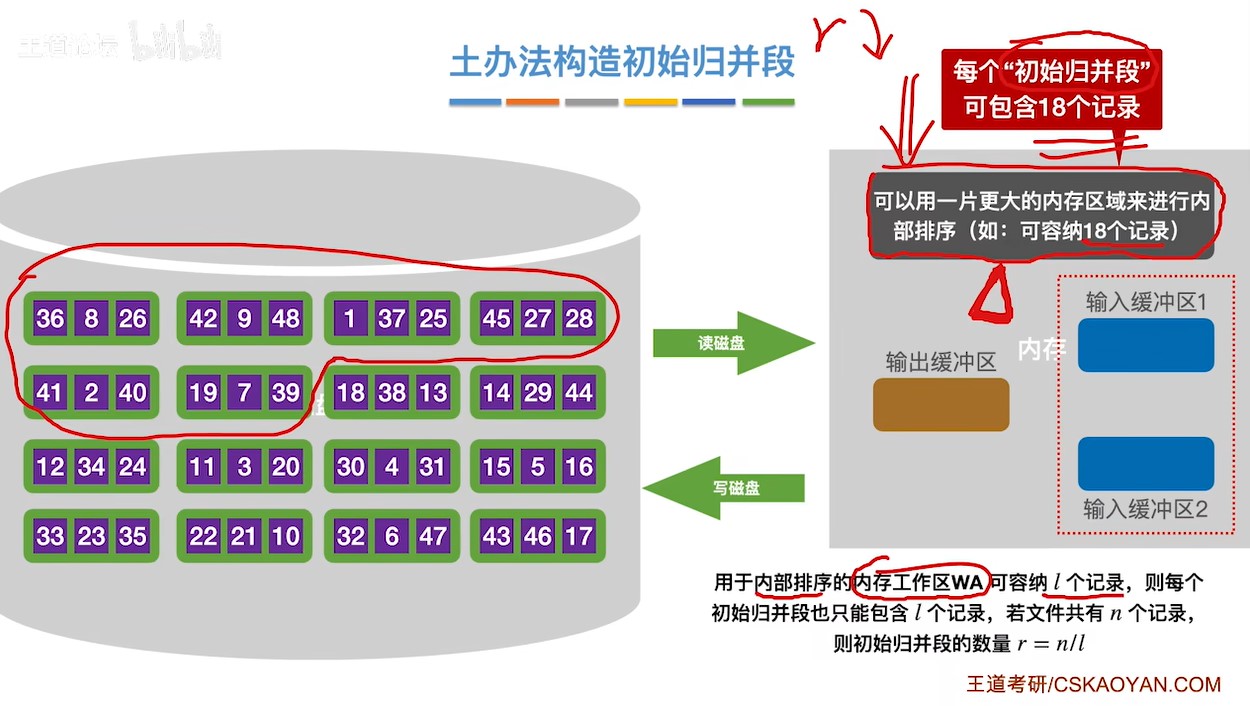 王道论坛 bilibili
土办法构造初始归并段
r
每个“初始归并段”
可包含18个记录
可以用一片更大的内存区域来进行内
部排序（如：可容纳18个记录）
36 8 26 42 9 48 1 37 25 45 27 28
41 2 40 19 7 39 18 38 13 14 29 44
12 34 24 11 3 20 30 4 31 15 5 16
33 23 35 22 21 10 32 6 47 43 46 17
读磁盘
写磁盘
输出缓冲区
内存
输入缓冲区1
输入缓冲区2
用于内部排序的内存工作区WA可容纳 l 个记录，则每个
初始归并段也只能包含 l 个记录，若文件共有 n 个记录，
则初始归并段的数量 r = n/l
王道考研/CSKAOYAN.COM